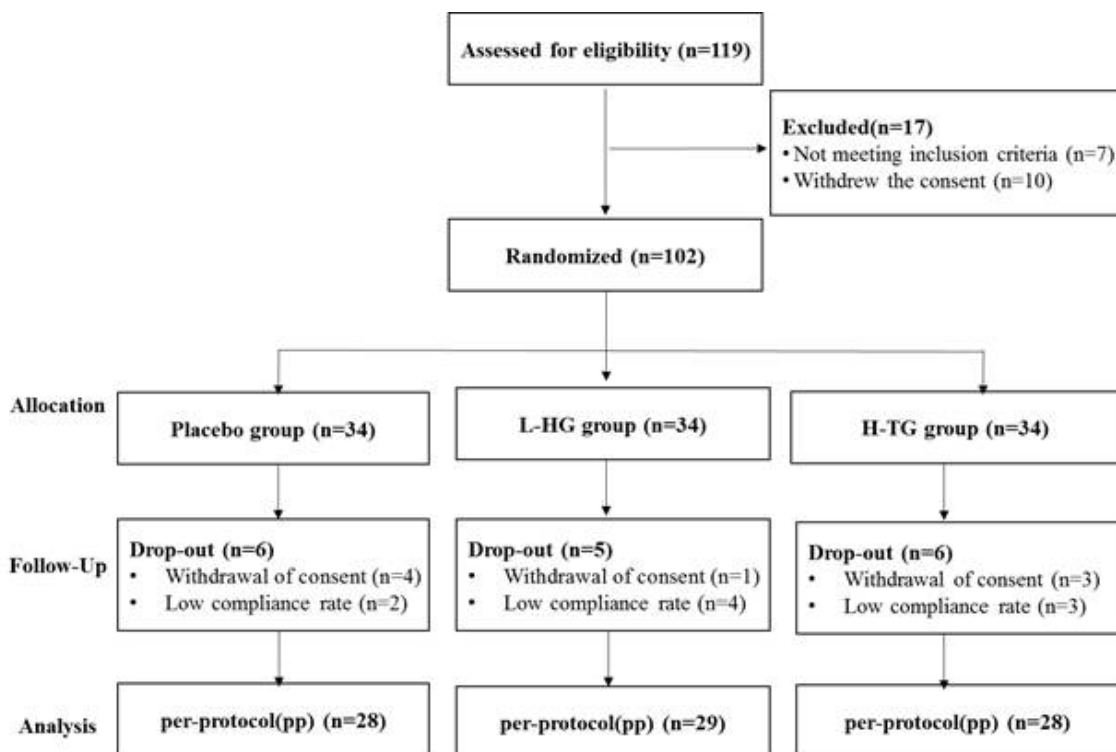 Assessed for eligibility (n=119)
Excluded(n=17)
• Not meeting inclusion criteria (n=7)
• Withdrew the consent (n=10)
Randomized (n=102)
Allocation
Placebo group (n=34)
L-HG group (n=34)
H-TG group (n=34)
Follow-Up
Drop-out (n=6)
• Withdrawal of consent (n=4)
• Low compliance rate (n=2)
Drop-out (n=5)
• Withdrawal of consent (n=1)
• Low compliance rate (n=4)
Drop-out (n=6)
• Withdrawal of consent (n=3)
• Low compliance rate (n=3)
Analysis
per-protocol(pp) (n=28)
per-protocol(pp) (n=29)
per-protocol(pp) (n=28)